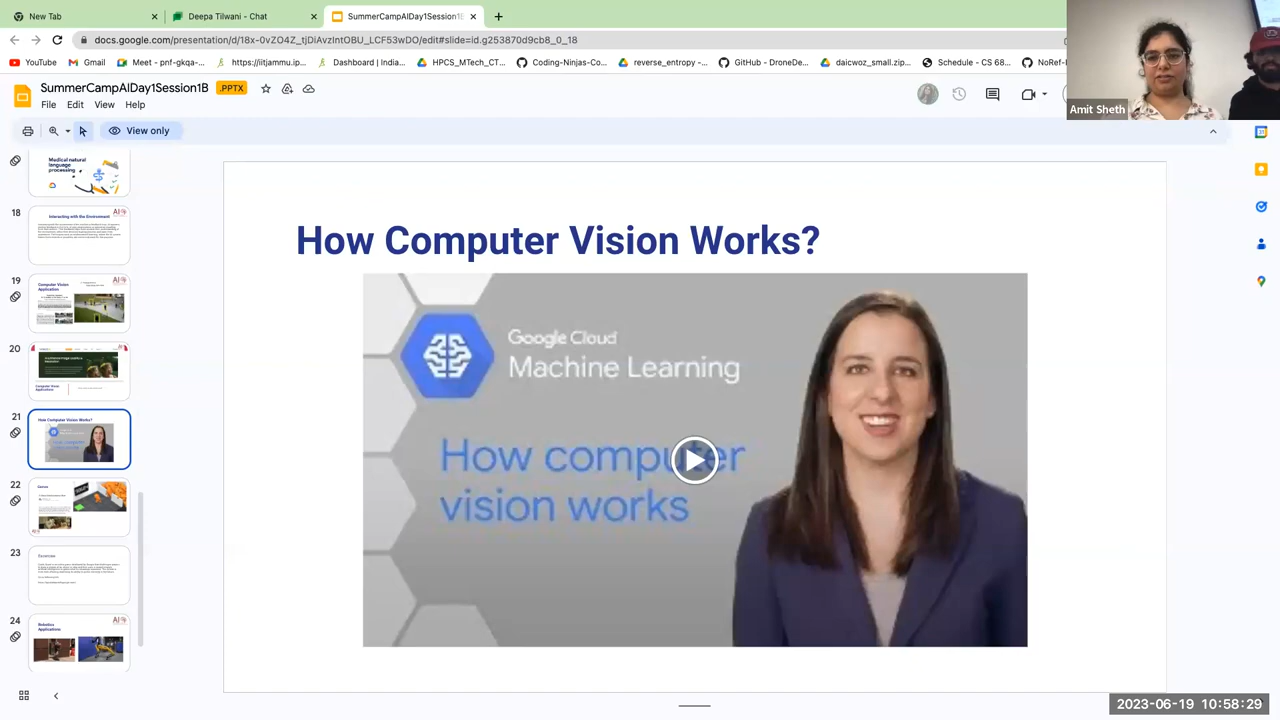 New Tab
Deepa Tilwani - Chat
SummerCampAIDay1Session1B
docs.google.com/presentation/d/18x-0vZO4Z_tjDiAvzIntOBU_LCF53wDO/edit#slide=id.g253870d9cb8_0_18
YouTube
Gmail
Meet - pnf-gkqa-...
https://iitjammu.ip...
Dashboard | India...
HPCS_MTech_CT...
Coding-Ninjas-Co...
reverse_entropy -...
GitHub - DroneDe...
daicwoz_small.zip...
Schedule - CS 68...
NoRef-
Amit Sheth
SummerCampAIDay1Session1B
.PPTX
File
Edit
View
Help
View only
Medical natural
language
processing
18
Interacting with the Environment
19
Computer Vision
Applications
20
Computer Vision
Applications
21
How Computer Vision Works?
22
23
24
Robotics
Applications
How Computer Vision Works?
Google Cloud
Machine Learning
How computer
vision works
2023-06-19 10:58:29